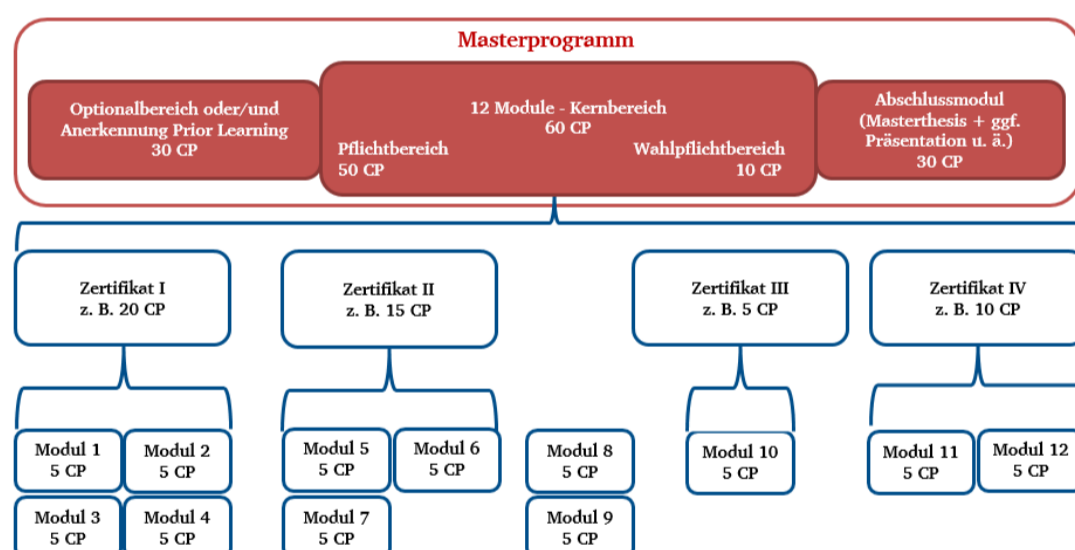 Masterprogramm
Optionalbereich oder/und
Anerkennung Prior Learning
30 CP
12 Module - Kernbereich
60 CP
Pflichtbereich
50 CP
Wahlpflichtbereich
10 CP
Abschlussmodul
(Masterthesis + ggf.
Präsentation u. ä.)
30 CP
Zertifikat I
z. B. 20 CP
Zertifikat II
z. B. 15 CP
Zertifikat III
z. B. 5 CP
Zertifikat IV
z. B. 10 CP
Modul 1
5 CP
Modul 2
5 CP
Modul 5
5 CP
Modul 6
5 CP
Modul 8
5 CP
Modul 10
5 CP
Modul 11
5 CP
Modul 12
5 CP
Modul 3
5 CP
Modul 4
5 CP
Modul 7
5 CP
Modul 9
5 CP